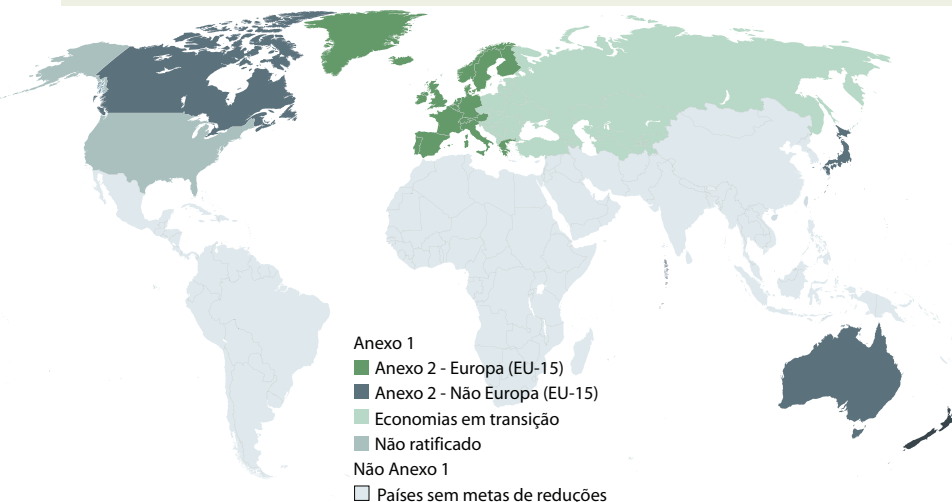 Anexo 1
Anexo 2 - Europa (EU-15)
Anexo 2 - Não Europa (EU-15)
Economias em transição
Não ratificado
Não Anexo 1
Países sem metas de reduções